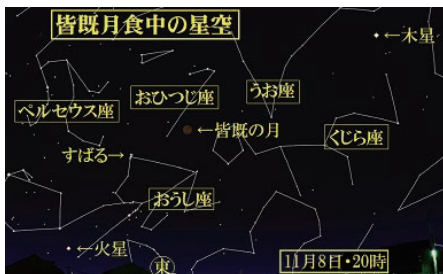 皆既月食中の星空
←木星
おひつじ座
うお座
ペルセウス座
←皆既の月
くじら座
すばる→
おうし座
←火星
東
11月8日・20時